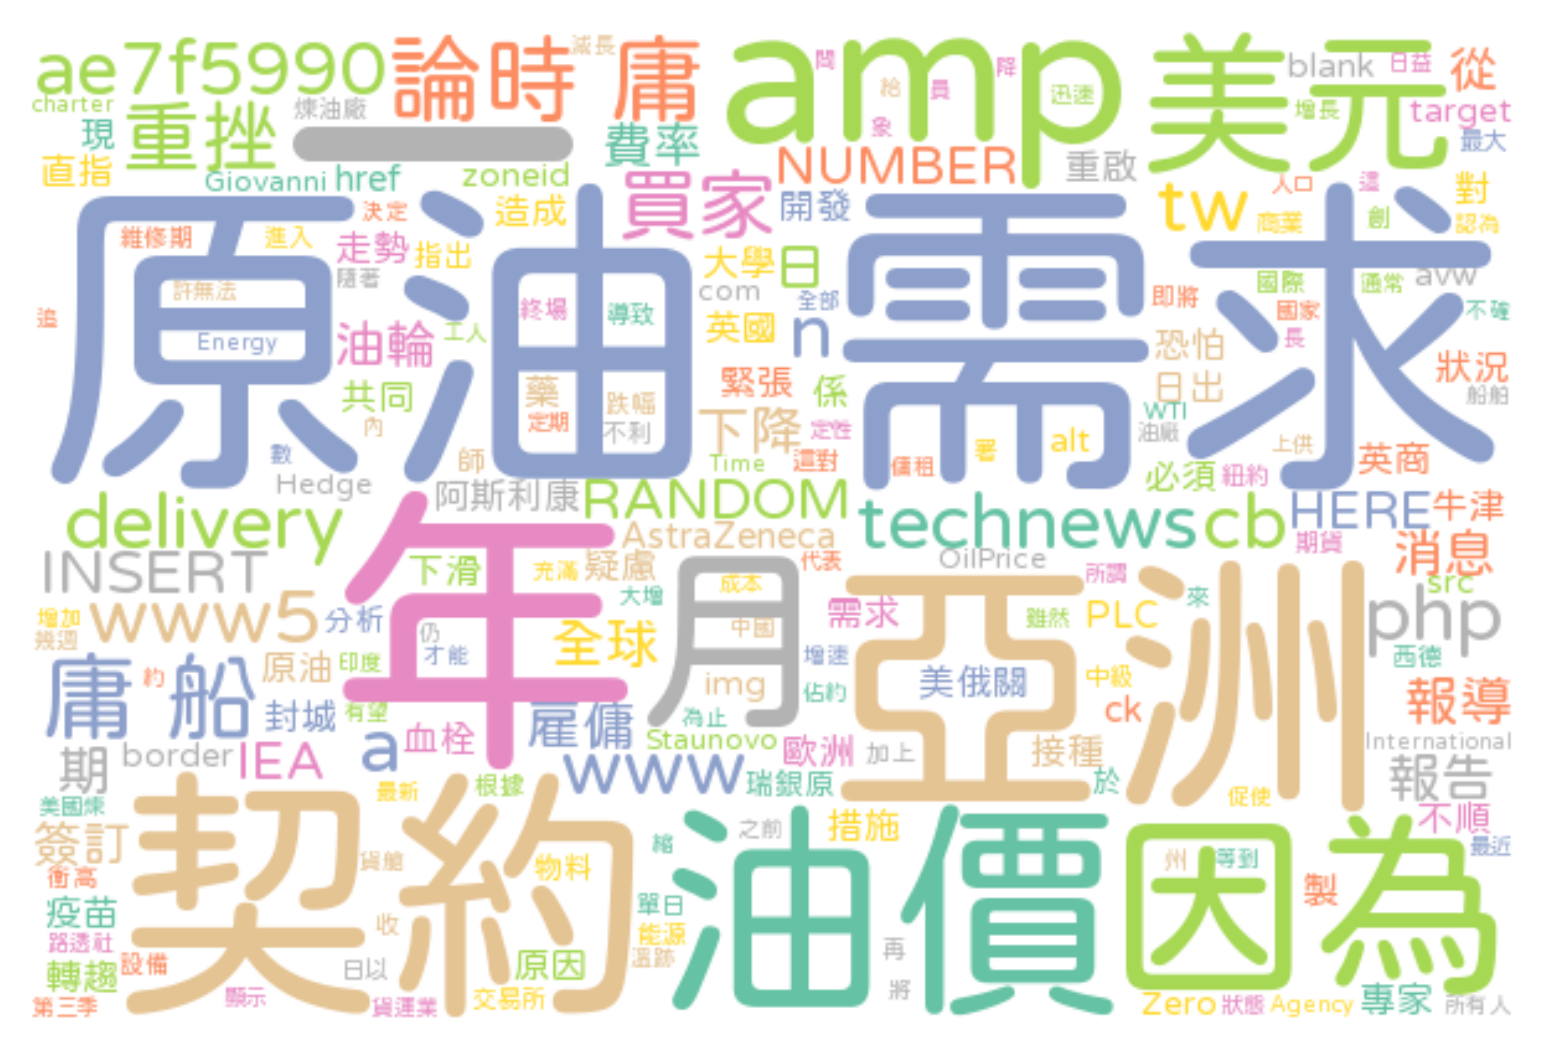 ae7f5990
論時
減長
庸
amp
問
給
員
降
迅速
象
美元
blank
日益
從
增長
target
最大
charter
現
重挫
煉油廠
一
費率
NUMBER
重啟
直指
Giovanni
href
zoneid
買家
原油需求
決定
造成
開發
tw
人口
這
對
商業
創
認為
維修期
進入
走勢
指出
隨著
大學
日
com
全部
國際
通常
avw
許無法
即將
國家
不確
追
Energy
油輪
工人
終場
導致
英國
n
恐怕
長
狀況
共同
藥
跌幅
緊張
係
日出
船舶
內
定期
不利
下降
定性
WTI
油廠
數
師
Time
這對
傭租
署
alt
上供
英商
Hedge
阿斯利康
RANDOM
必須
紐約
delivery
年
AstraZeneca
technews
cb
HERE
牛津
期貨
消息
INSERT
下滑
充滿
疑慮
月
成本
代表
OilPrice
所謂
src
增加
www5
分析
大增
需求
亞洲
雖然
PLC
來
php
幾週
仍
全球
中國
庸
船
約
原油
印度
才能
增速
美俄關
中級
西德
img
佔約
封城
有望
雇傭
為止
ck
報導
期
border
IEA
a
血栓
Staunovo
歐洲
加上
接種
International
www
瑞銀原
於
報告
美國煉
契約
最新
根據
促使
不順
簽訂
油價
之前
措施
因為
最近
貨艙
物料
縮
州
等到
衝高
製
疫苗
收
單日
路透社
能源
轉趨
設備
日以
原因
溫跡
再
將
第三季
顯示
貨運業
交易所
Zero
狀態
Agency
專家
所有人